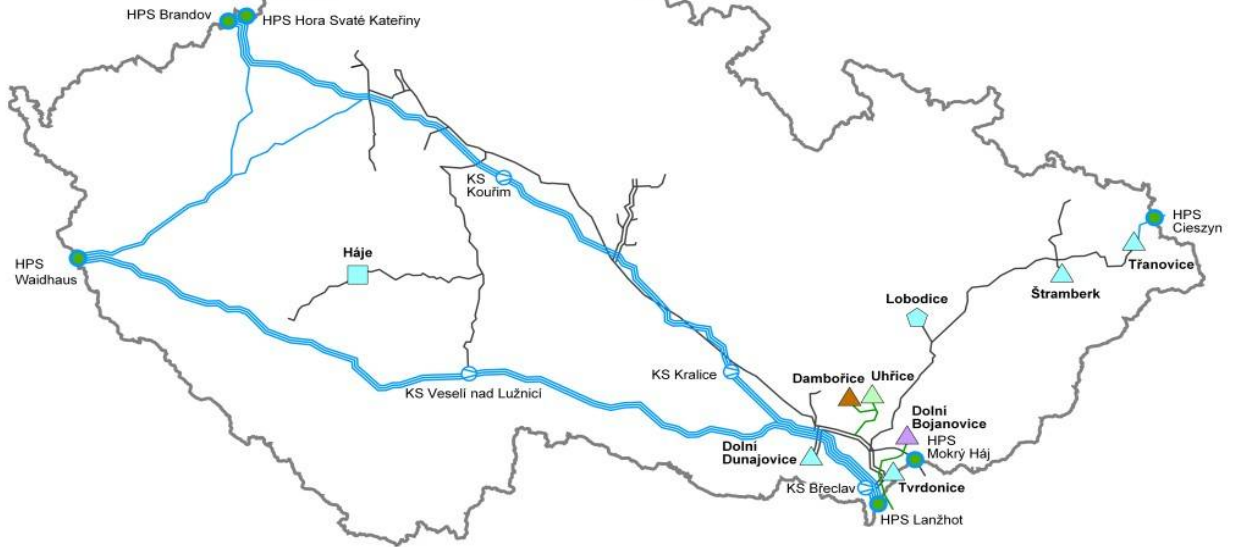 HPS Brandov
HPS Hora Svaté Kateřiny
KS
Kouřim
HPS
Cieszyn
HPS
Waidhaus
Háje
Třanovice
Štramberk
Lobodice
KS Kralice
KS Veselí nad Lužnicí
Dambořice
Uhřice
Dolní
Bojanovice
HPS
Mokrý Háj
Dolní
Dunajovice
KS Břeclav
Tvrdonice
HPS Lanžhot